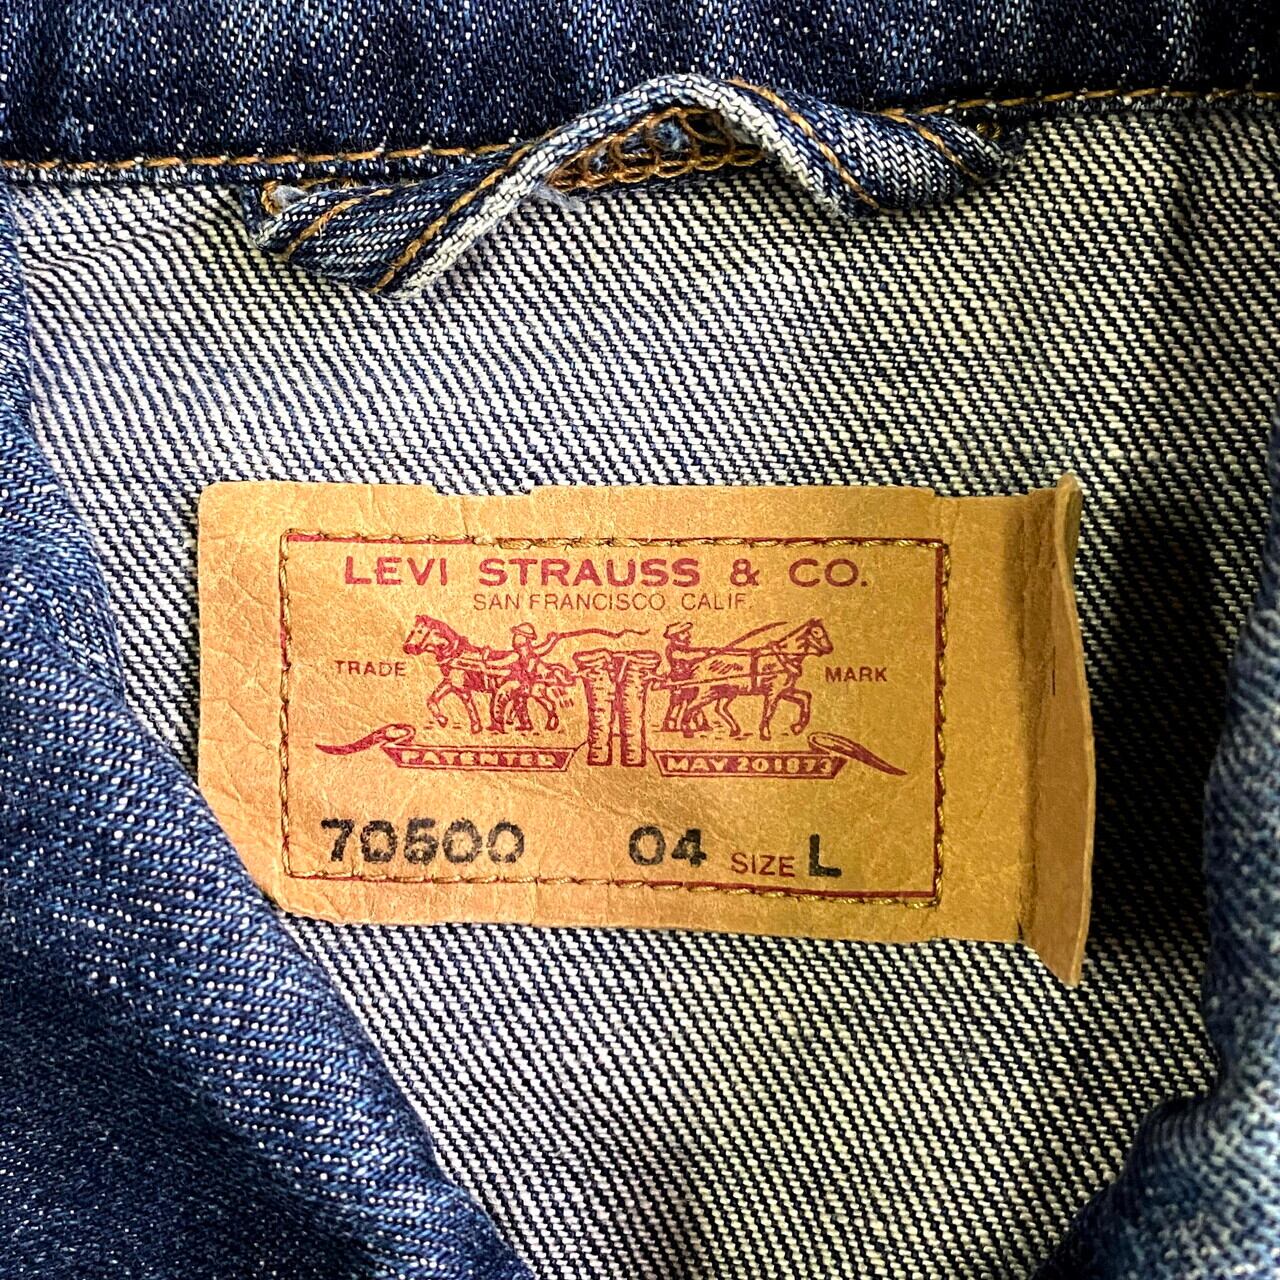 LEVI STRAUSS & CO.
SAN FRANCISCO, CALIF.
TRADE MARK
PATENTED MAY 20 1873
70500 04 SIZE L